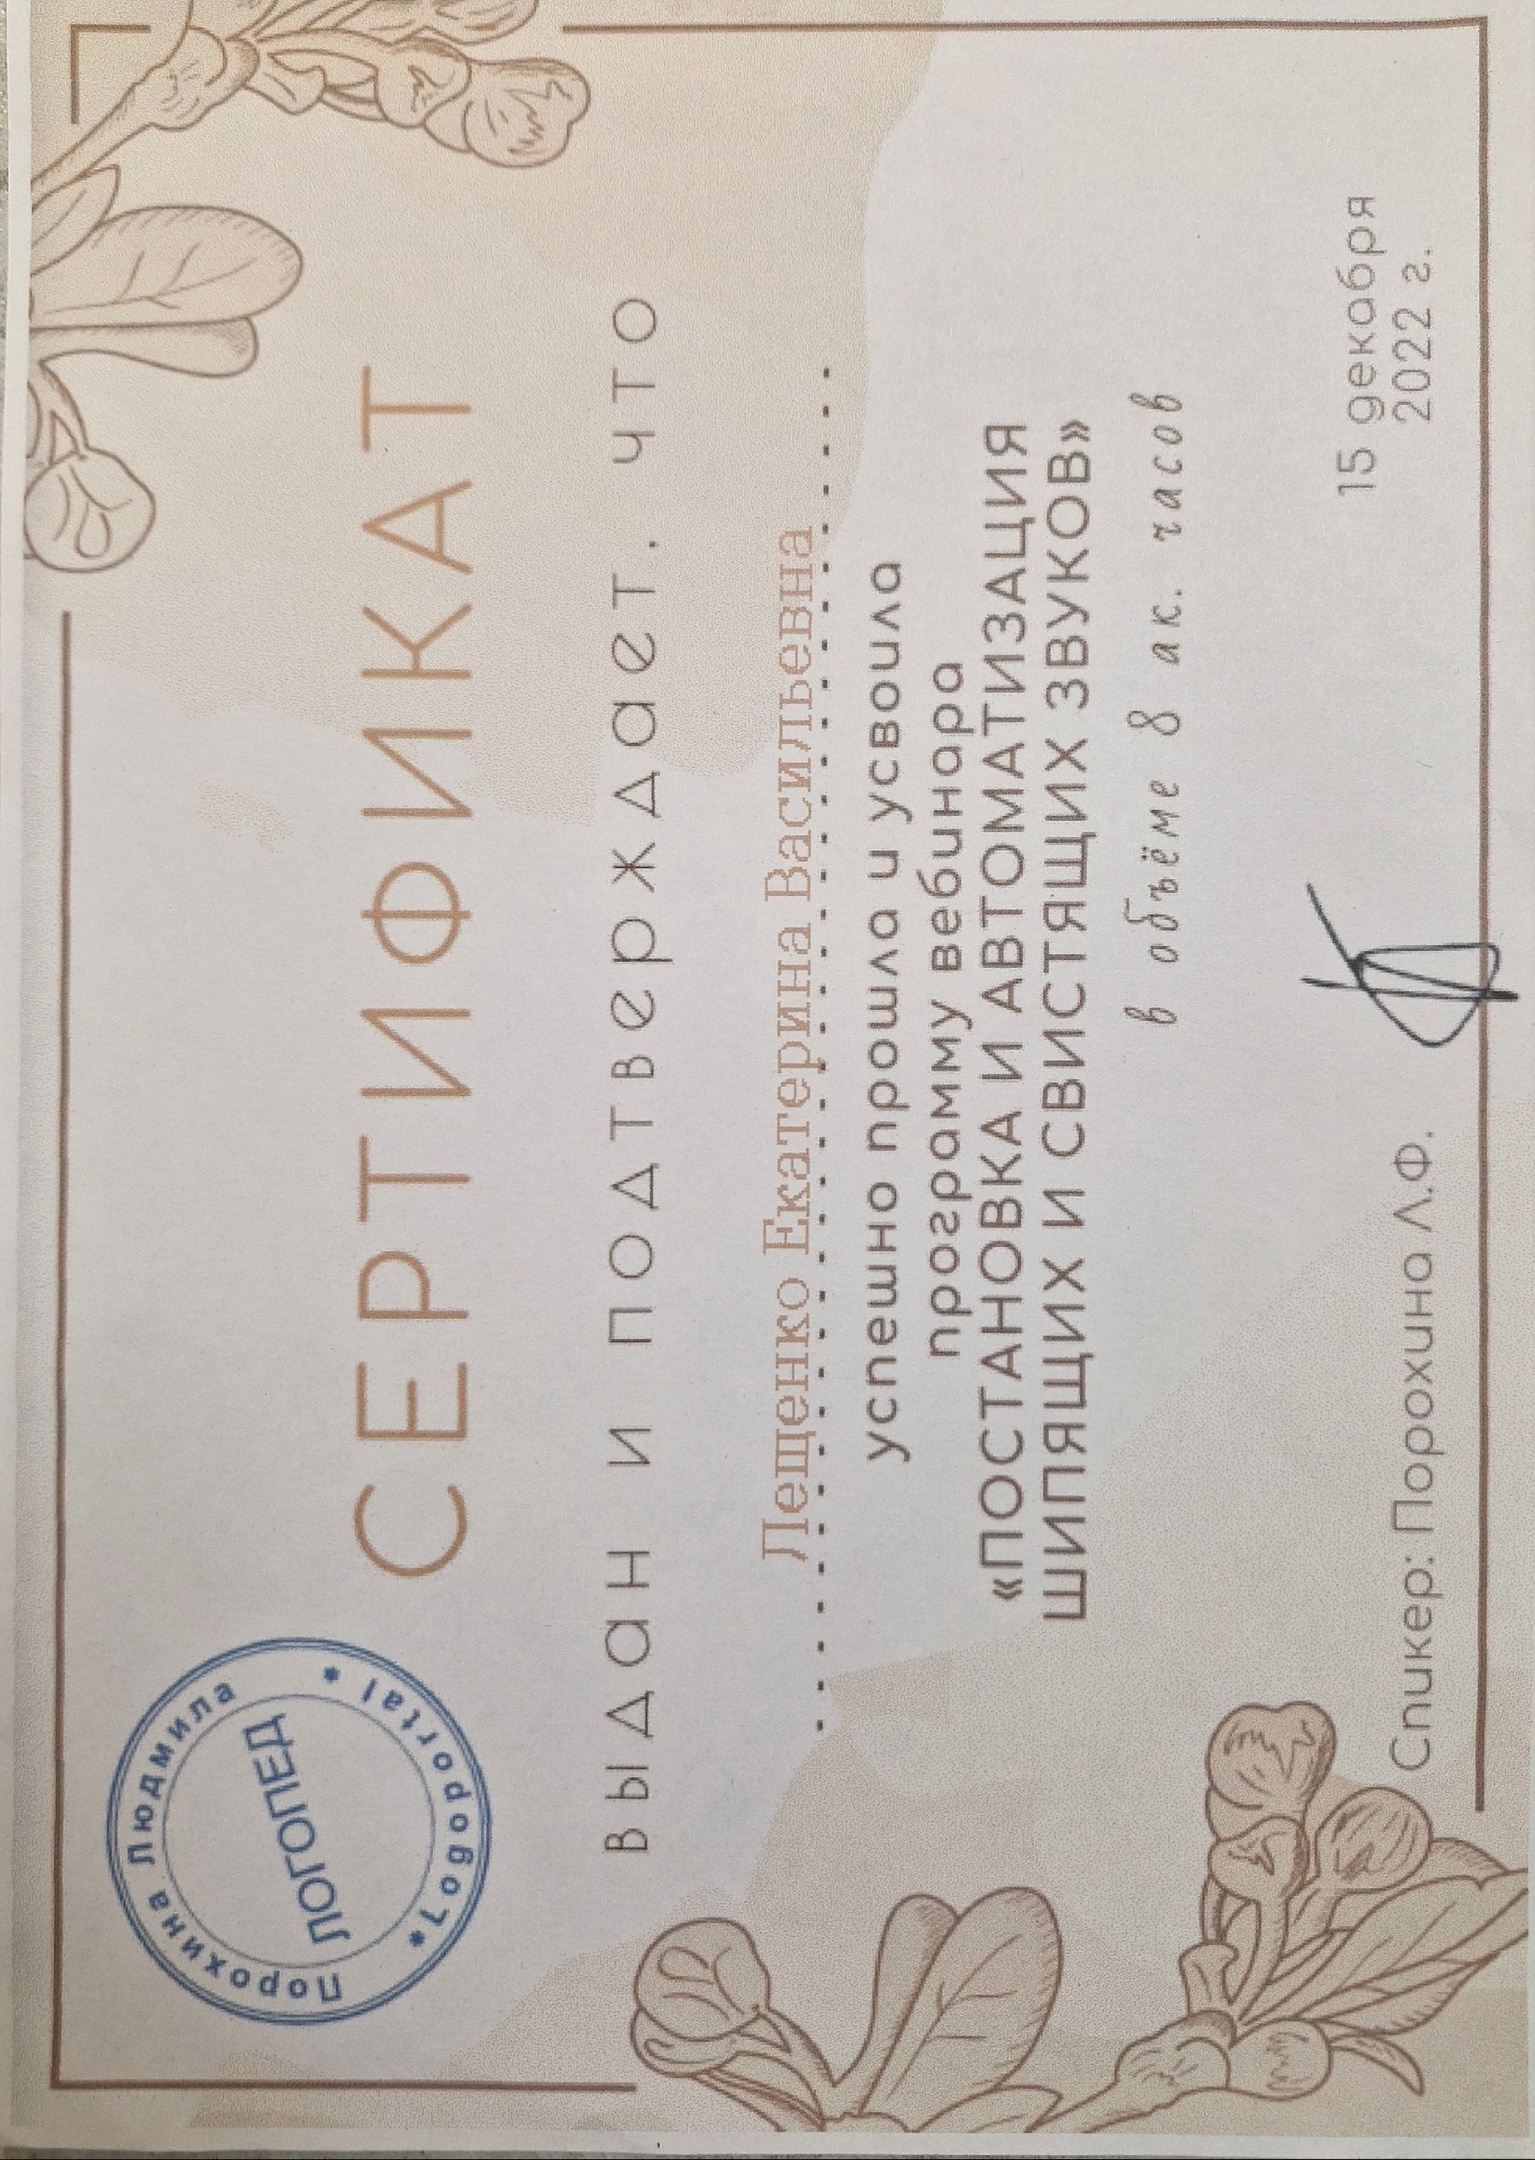 Порохина Людмила
ЛОГОПЕД
* Logoportal *
СЕРТИФИКАТ
выдан и подтверждает, что
Лещенко Екатерина Васильевна
успешно прошла и усвоила
программу вебинара
«ПОСТАНОВКА И АВТОМАТИЗАЦИЯ
ШИПЯЩИХ И СВИСТЯЩИХ ЗВУКОВ»
в объёме 8 ак. часов
Спикер: Порохина Л.Ф.
15 декабря
2022 г.